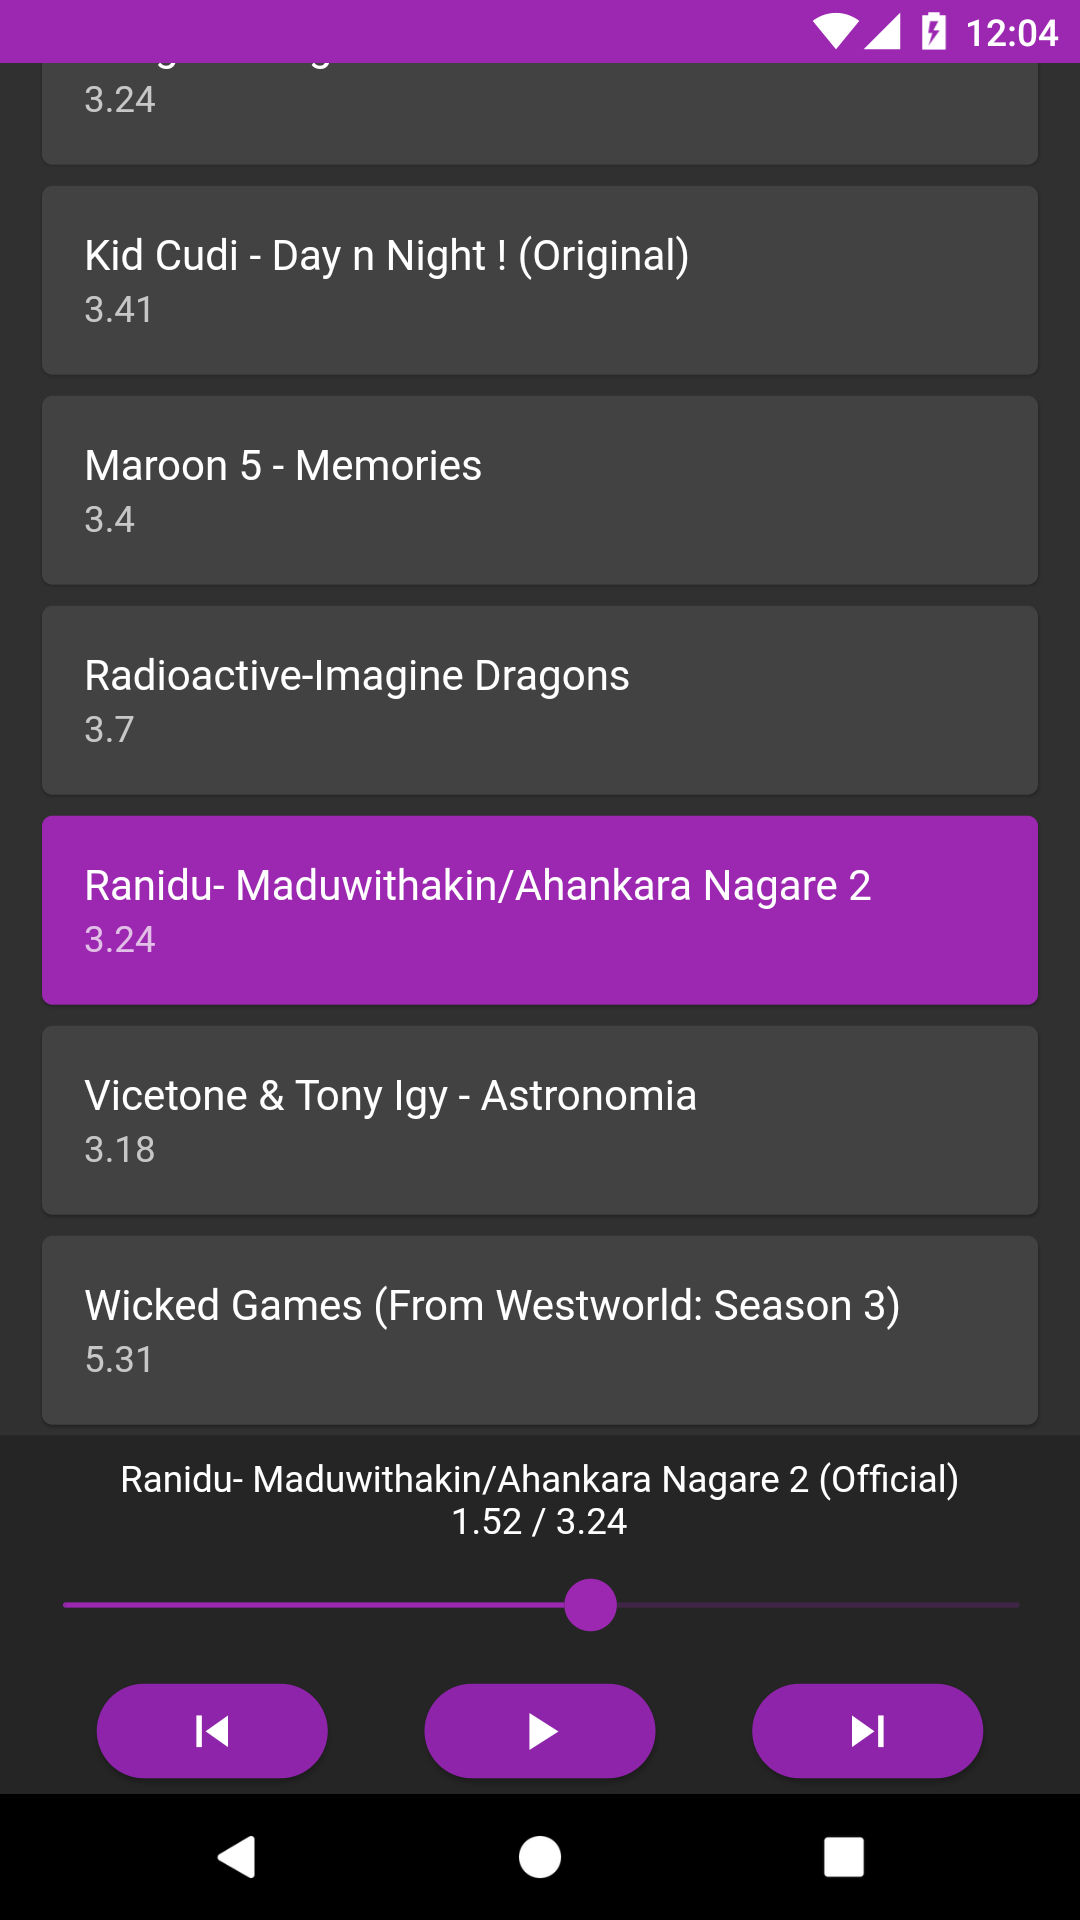 12:04
3.24
Kid Cudi - Day n Night ! (Original)
3.41
Maroon 5 - Memories
3.4
Radioactive-Imagine Dragons
3.7
Ranidu- Maduwithakin/Ahankara Nagare 2
3.24
Vicetone & Tony Igy - Astronomia
3.18
Wicked Games (From Westworld: Season 3)
5.31
Ranidu- Maduwithakin/Ahankara Nagare 2 (Official)
1.52 / 3.24